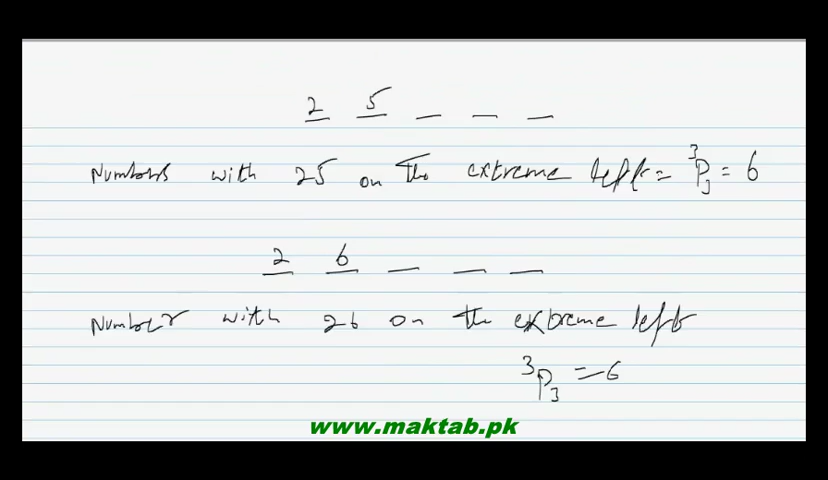 2 5 _ _ _
Numbers with 25 on the extreme left = ³P₃ = 6
2 6 _ _ _
Number with 26 on the extreme left
³P₃ = 6
www.maktab.pk